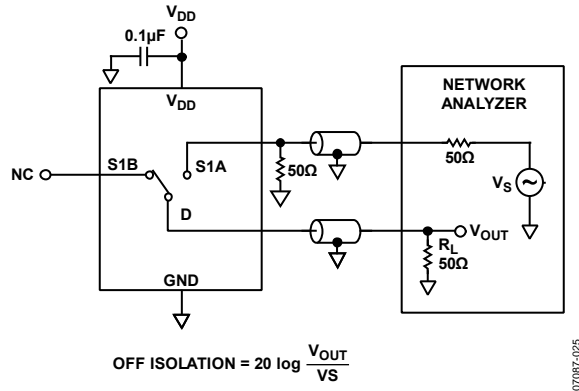 VDD
0.1µF
VDD
NETWORK
ANALYZER
S1B
S1A
NC
50Ω
50Ω
VS
~
D
VOUT
RL
50Ω
GND
OFF ISOLATION = 20 log VOUT/VS
07087-025